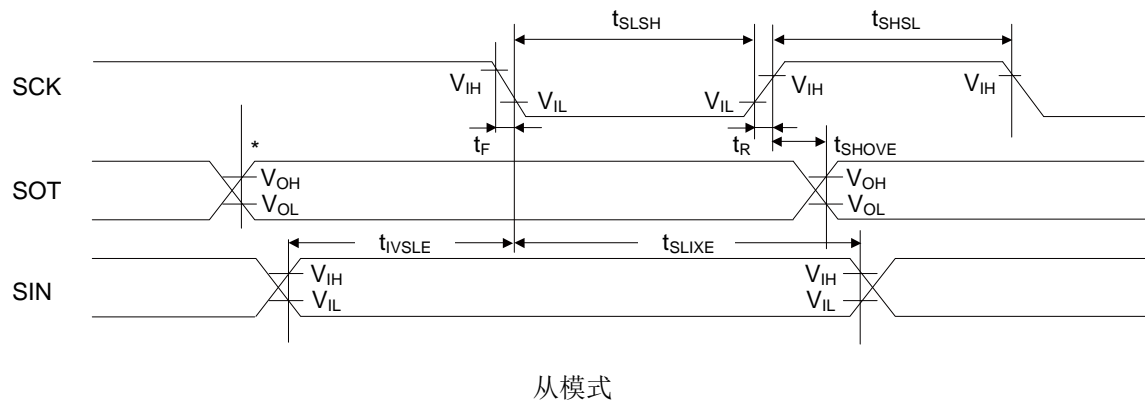 tSLSH
tSHSL
SCK
VIH
VIL
VIL
VIH
VIH
tF
tR
tSHOVE
*
SOT
VOH
VOL
VOH
VOL
tIVSLE
tSLIXE
SIN
VIH
VIL
VIH
VIL
从模式